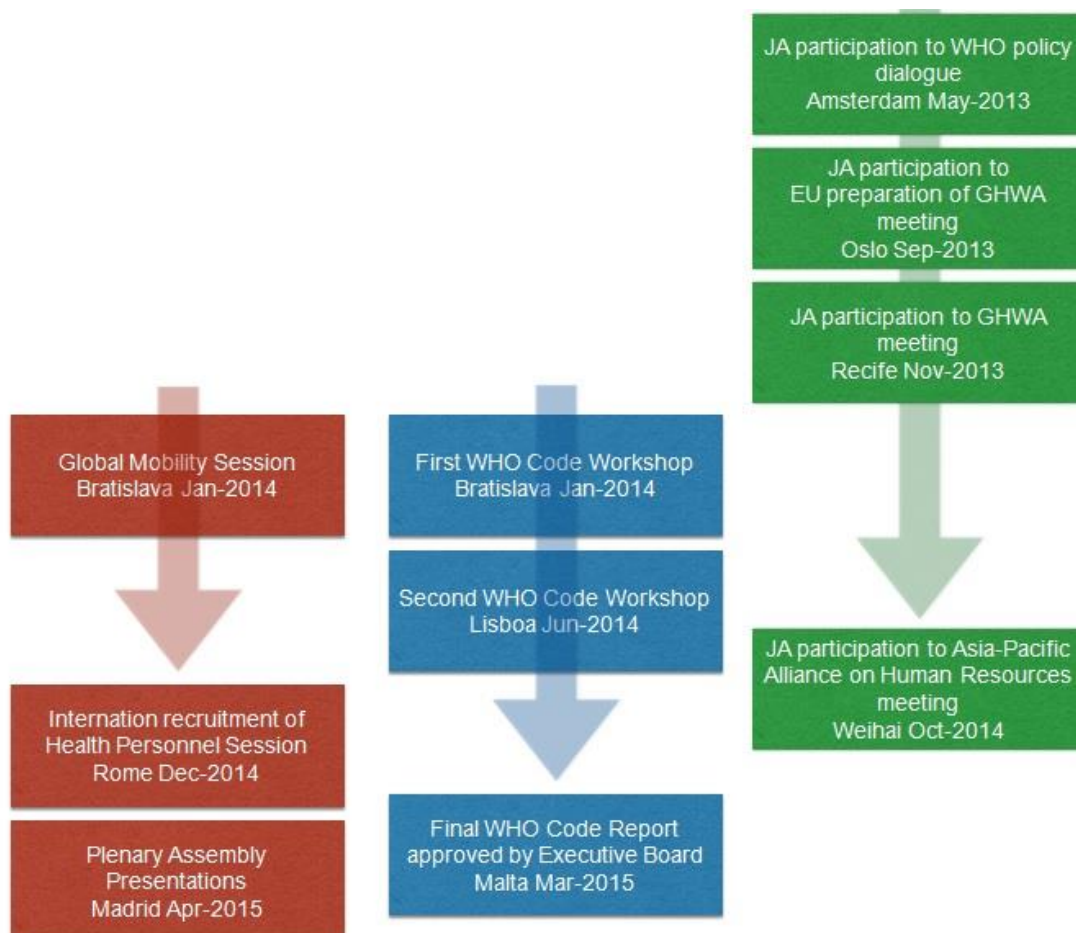 Global Mobility Session
Bratislava Jan-2014
Internation recruitment of
Health Personnel Session
Rome Dec-2014
Plenary Assembly
Presentations
Madrid Apr-2015
First WHO Code Workshop
Bratislava Jan-2014
Second WHO Code Workshop
Lisboa Jun-2014
Final WHO Code Report
approved by Executive Board
Malta Mar-2015
JA participation to WHO policy
dialogue
Amsterdam May-2013
JA participation to
EU preparation of GHWA
meeting
Oslo Sep-2013
JA participation to GHWA
meeting
Recife Nov-2013
JA participation to Asia-Pacific
Alliance on Human Resources
meeting
Weihai Oct-2014